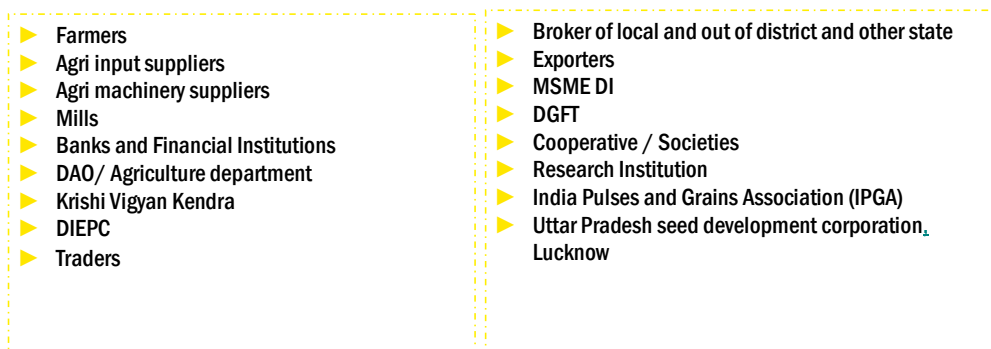 Farmers
Agri input suppliers
Agri machinery suppliers
Mills
Banks and Financial Institutions
DAO/ Agriculture department
Krishi Vigyan Kendra
DIEPC
Traders
Broker of local and out of district and other state
Exporters
MSME DI
DGFT
Cooperative / Societies
Research Institution
India Pulses and Grains Association (IPGA)
Uttar Pradesh seed development corporation,
Lucknow